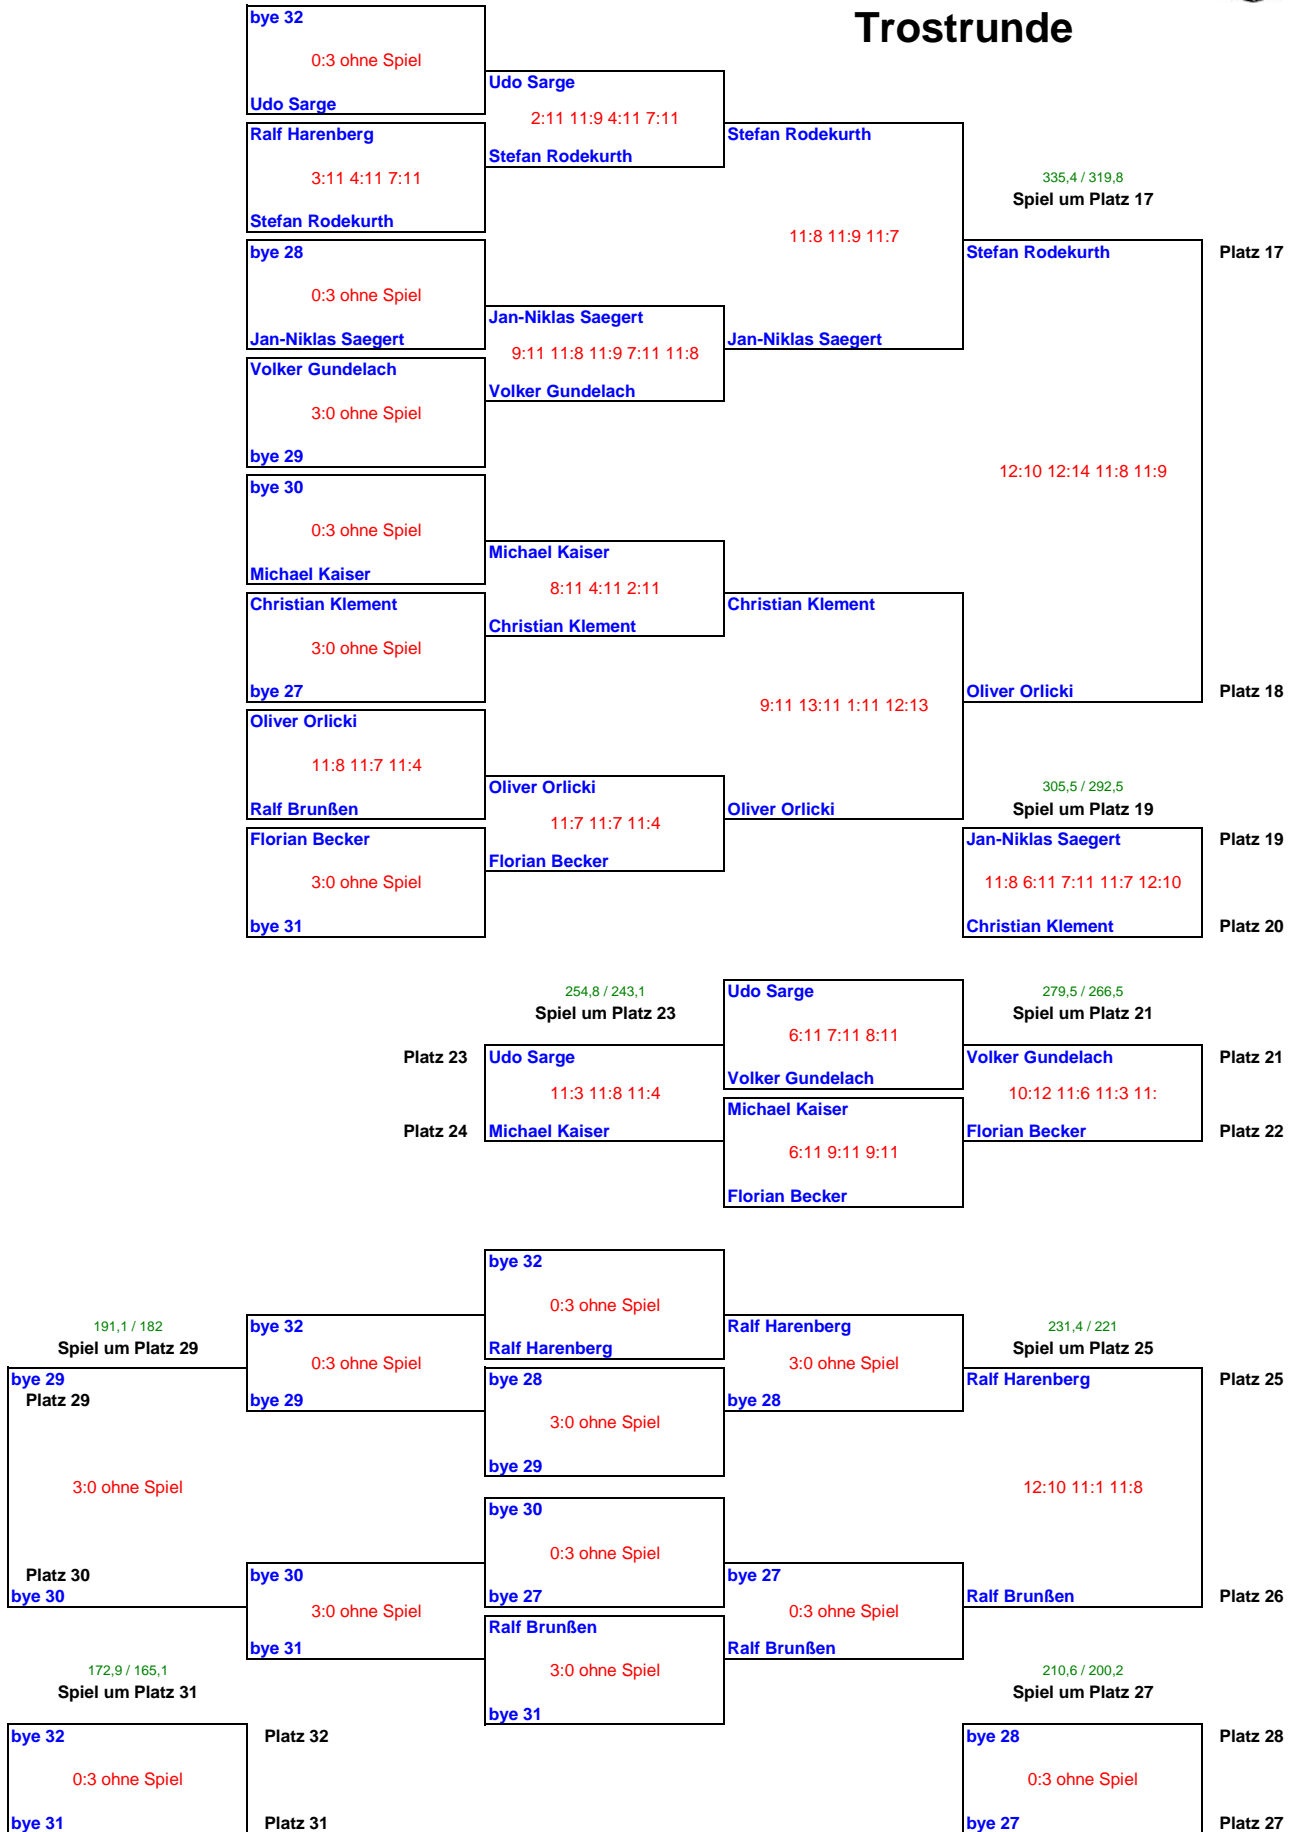 Trostrunde
bye 32
0:3 ohne Spiel
Udo Sarge
Ralf Harenberg
3:11 4:11 7:11
Stefan Rodekurth
bye 28
0:3 ohne Spiel
Jan-Niklas Saegert
Volker Gundelach
3:0 ohne Spiel
bye 29
bye 30
0:3 ohne Spiel
Michael Kaiser
Christian Klement
3:0 ohne Spiel
bye 27
Oliver Orlicki
11:8 11:7 11:4
Ralf Brunßen
Florian Becker
3:0 ohne Spiel
bye 31
Udo Sarge
2:11 11:9 4:11 7:11
Stefan Rodekurth
Jan-Niklas Saegert
9:11 11:8 11:9 7:11 11:8
Volker Gundelach
Michael Kaiser
8:11 4:11 2:11
Christian Klement
Oliver Orlicki
11:7 11:7 11:4
Florian Becker
Stefan Rodekurth
11:8 11:9 11:7
Jan-Niklas Saegert
Christian Klement
9:11 13:11 1:11 12:13
Oliver Orlicki
335,4 / 319,8
Spiel um Platz 17
Stefan Rodekurth
Platz 17
12:10 12:14 11:8 11:9
Oliver Orlicki
Platz 18
305,5 / 292,5
Spiel um Platz 19
Jan-Niklas Saegert
Platz 19
11:8 6:11 7:11 11:7 12:10
Christian Klement
Platz 20
254,8 / 243,1
Spiel um Platz 23
Platz 23
Udo Sarge
11:3 11:8 11:4
Platz 24
Michael Kaiser
Udo Sarge
6:11 7:11 8:11
Volker Gundelach
Michael Kaiser
6:11 9:11 9:11
Florian Becker
279,5 / 266,5
Spiel um Platz 21
Volker Gundelach
Platz 21
10:12 11:6 11:3 11:
Florian Becker
Platz 22
191,1 / 182
Spiel um Platz 29
bye 29
Platz 29
3:0 ohne Spiel
Platz 30
bye 30
bye 32
0:3 ohne Spiel
bye 29
bye 30
3:0 ohne Spiel
bye 31
bye 32
0:3 ohne Spiel
Ralf Harenberg
bye 28
3:0 ohne Spiel
bye 29
bye 30
0:3 ohne Spiel
bye 27
Ralf Brunßen
3:0 ohne Spiel
bye 31
Ralf Harenberg
3:0 ohne Spiel
bye 28
bye 27
0:3 ohne Spiel
Ralf Brunßen
231,4 / 221
Spiel um Platz 25
Ralf Harenberg
Platz 25
12:10 11:1 11:8
Ralf Brunßen
Platz 26
172,9 / 165,1
Spiel um Platz 31
bye 32
Platz 32
0:3 ohne Spiel
bye 31
Platz 31
210,6 / 200,2
Spiel um Platz 27
bye 28
Platz 28
0:3 ohne Spiel
bye 27
Platz 27